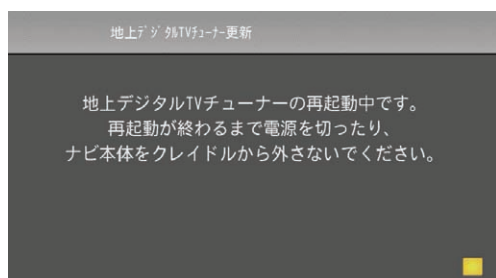 地上ﾃﾞｼﾞﾀﾙTVﾁｭｰﾅｰ更新
地上デジタルTVチューナーの再起動中です。
再起動が終わるまで電源を切ったり、
ナビ本体をクレイドルから外さないでください。